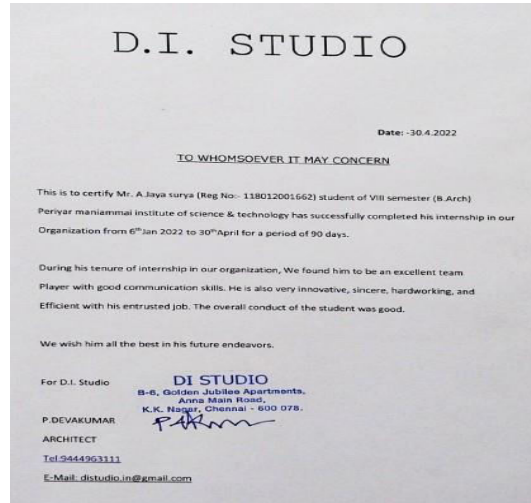 D.I. STUDIO
Date: -30.4.2022
TO WHOMSOEVER IT MAY CONCERN
This is to certify Mr. A.Jaya surya (Reg No:- 118012001662) student of VIII semester (B.Arch)
Periyar maniammai institute of science & technology has successfully completed his internship in our
Organization from 6th Jan 2022 to 30th April for a period of 90 days.
During his tenure of internship in our organization, We found him to be an excellent team
Player with good communication skills. He is also very innovative, sincere, hardworking, and
Efficient with his entrusted job. The overall conduct of the student was good.
We wish him all the best in his future endeavors.
For D.I. Studio
DI STUDIO
B-6, Golden Jubilee Apartments,
Anna Main Road,
K.K. Nagar, Chennai - 600 078.
P.DEVAKUMAR
ARCHITECT
Tel:9444963111
E-Mail: distudio.in@gmail.com